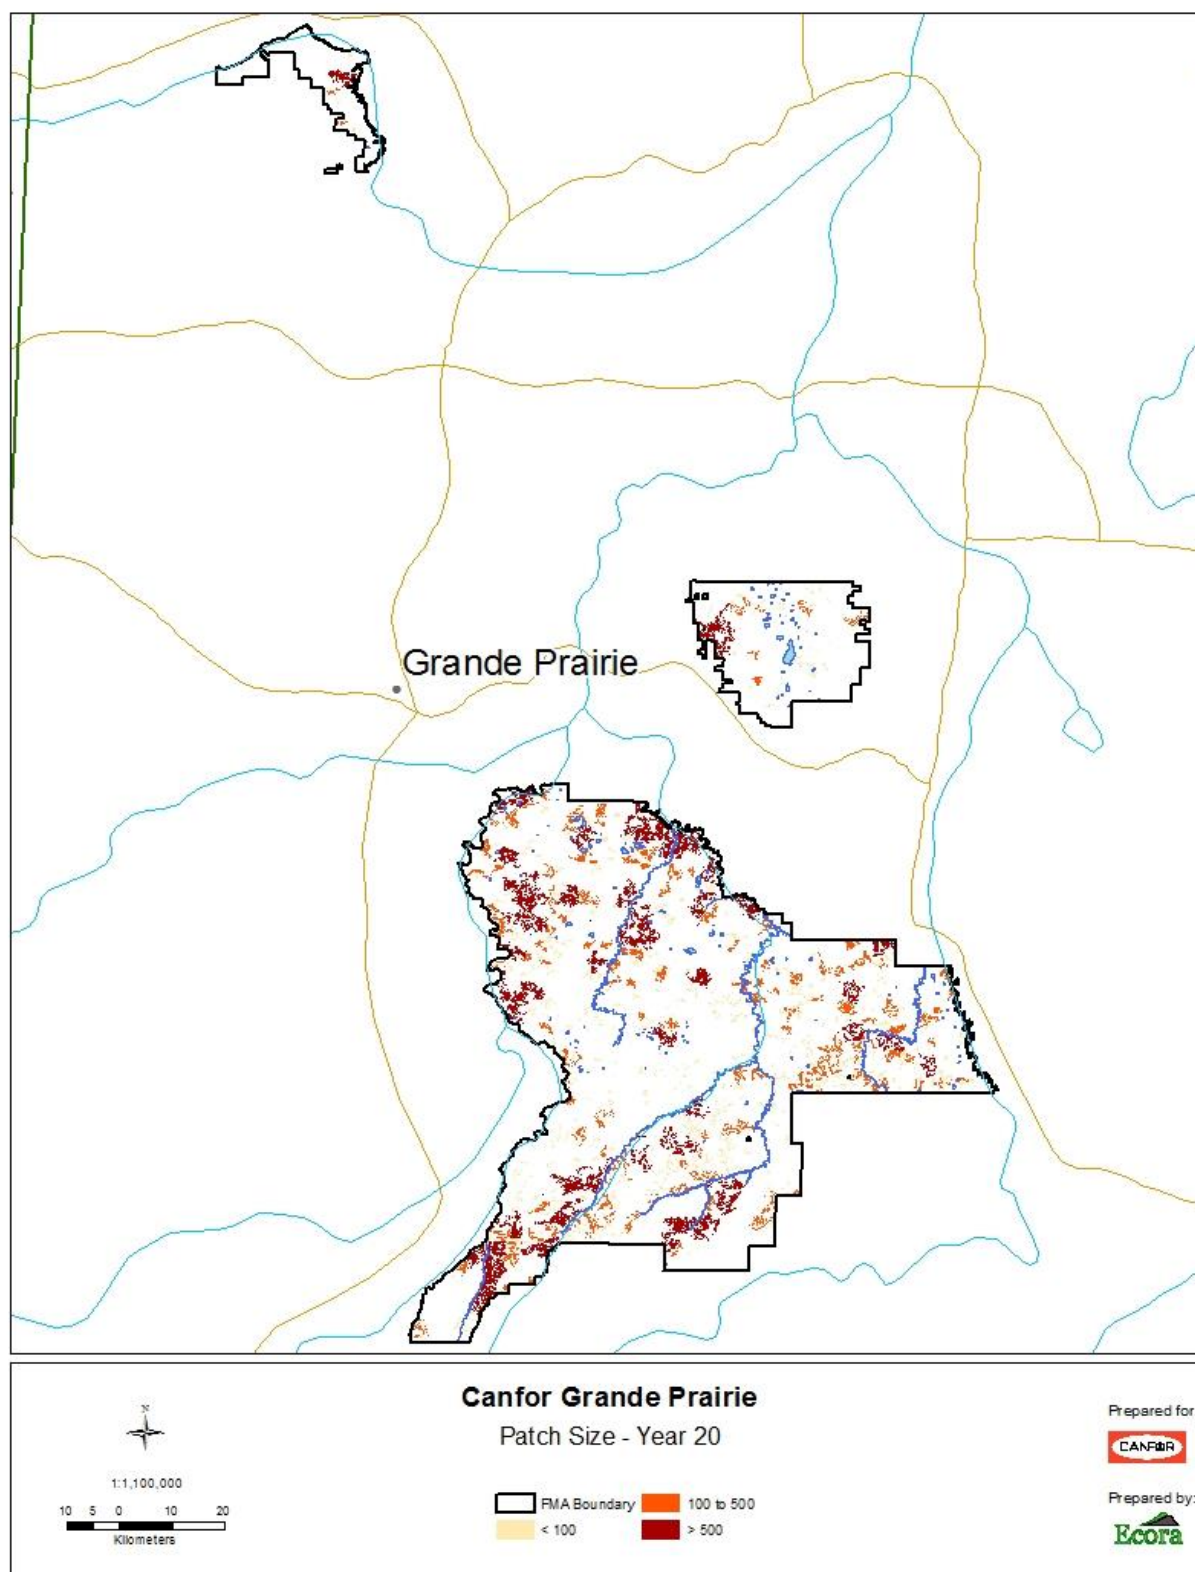 Grande Prairie
Canfor Grande Prairie
Patch Size - Year 20
N
1:1,100,000
10 5 0 10 20
Kilometers
FMA Boundary
100 to 500
< 100
> 500
Prepared for
CANFOR
Prepared by:
Ecora